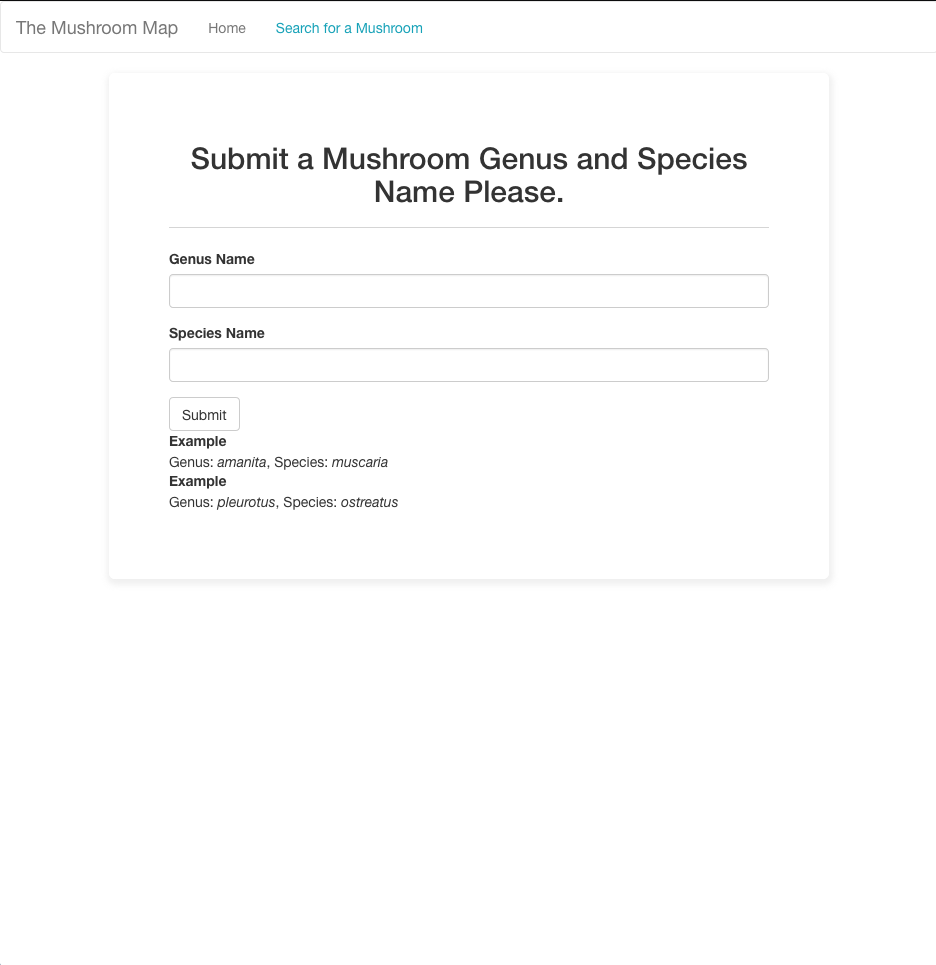 The Mushroom Map Home Search for a Mushroom
Submit a Mushroom Genus and Species
Name Please.
Genus Name
Species Name
Submit
Example
Genus: amanita, Species: muscaria
Example
Genus: pleurotus, Species: ostreatus